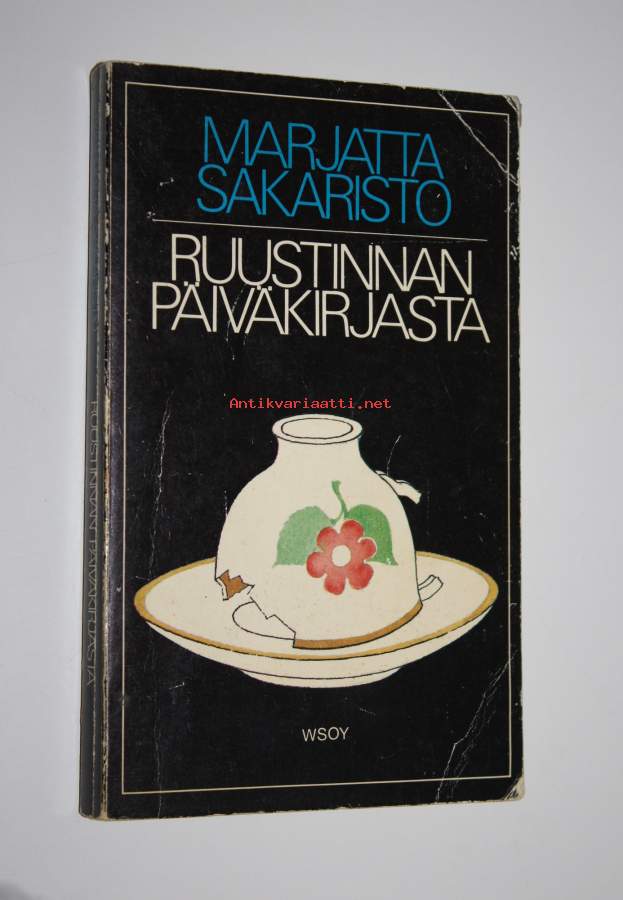 MARJATTA
SAKARISTO
RUUSTINNAN
PÄIVÄKIRJASTA
Antikvariaatti.net
WSOY
RUUSTINNAN PÄIVÄKIRJASTA